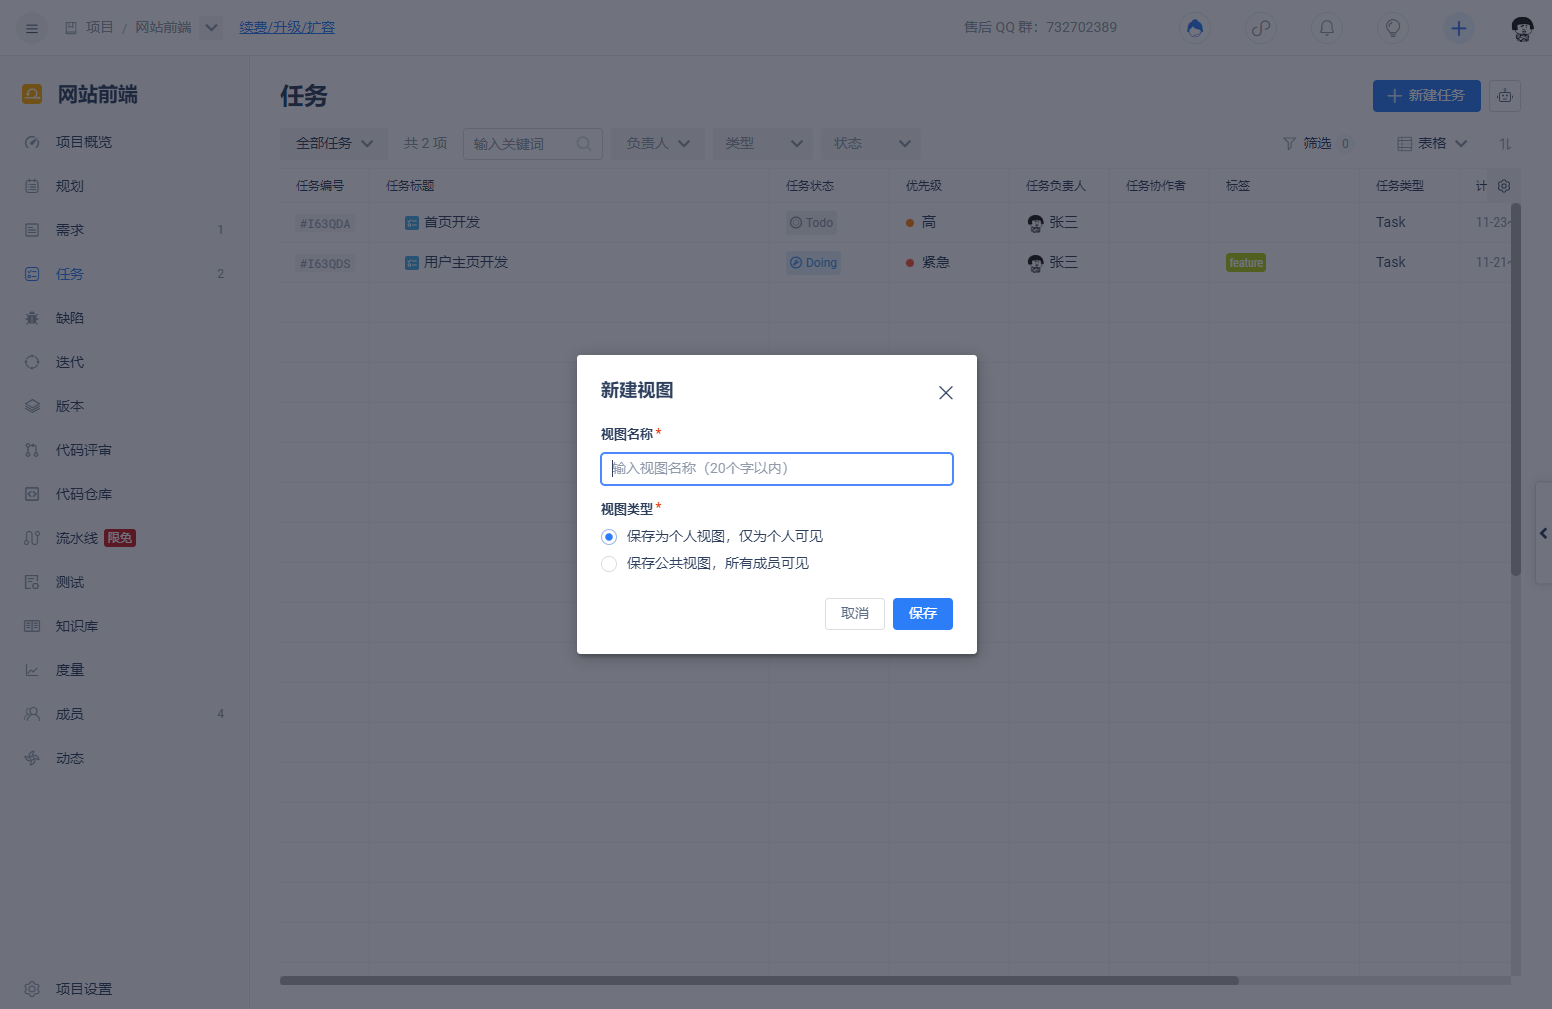 项目 / 网站前端
续费/升级/扩容
售后 QQ 群：732702389
网站前端
项目概览
规划
需求 1
任务 2
缺陷
迭代
版本
代码评审
代码仓库
流水线 限免
测试
知识库
度量
成员 4
动态
项目设置
任务
新建任务
全部任务 共 2 项 输入关键词 负责人 类型 状态 筛选 0 表格
任务编号 任务标题 任务状态 优先级 任务负责人 任务协作者 标签 任务类型 计
#I63QDA 首页开发 Todo 高 张三 Task 11-23~
#I63QDS 用户主页开发 Doing 紧急 张三 feature Task 11-21~
新建视图
视图名称*
输入视图名称（20个字以内）
视图类型*
保存为个人视图，仅为个人可见
保存公共视图，所有成员可见
取消 保存